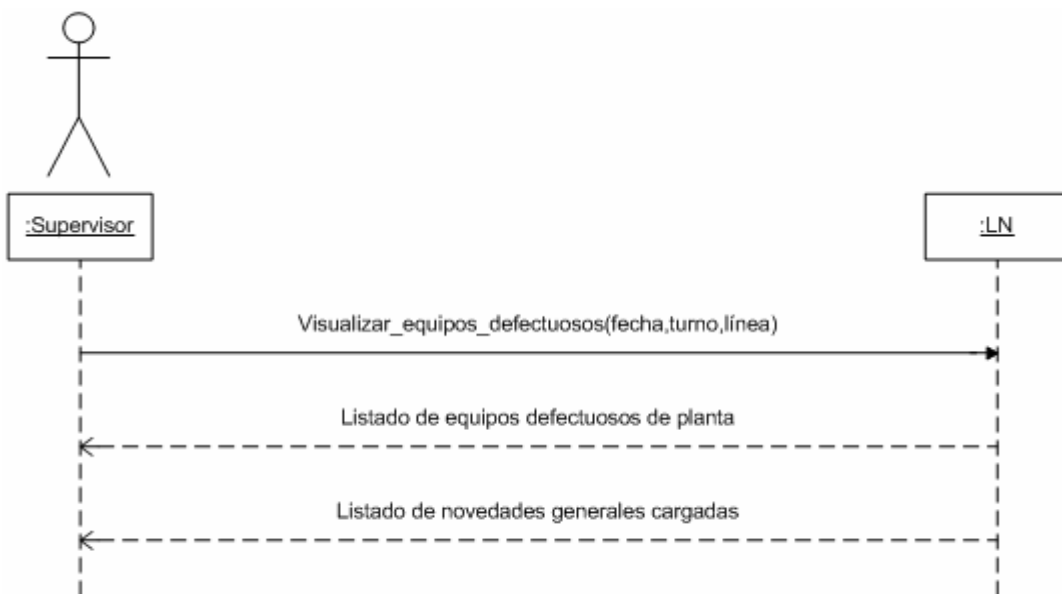 :Supervisor
:LN
Visualizar_equipos_defectuosos(fecha,turno,línea)
Listado de equipos defectuosos de planta
Listado de novedades generales cargadas